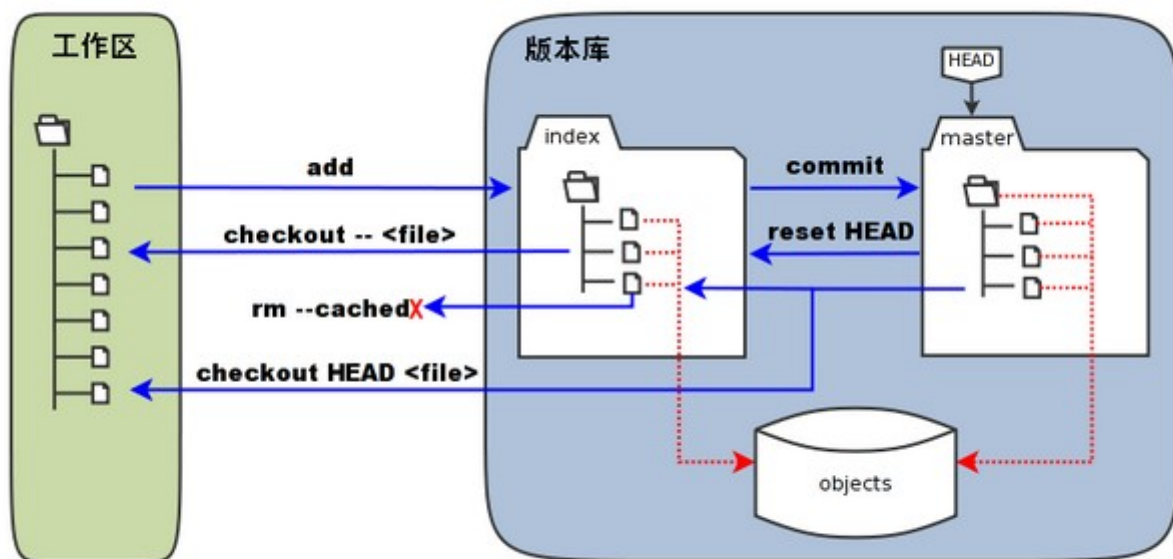 工作区
版本库
HEAD
index
master
add
commit
checkout -- <file>
reset HEAD
rm --cachedX
checkout HEAD <file>
objects